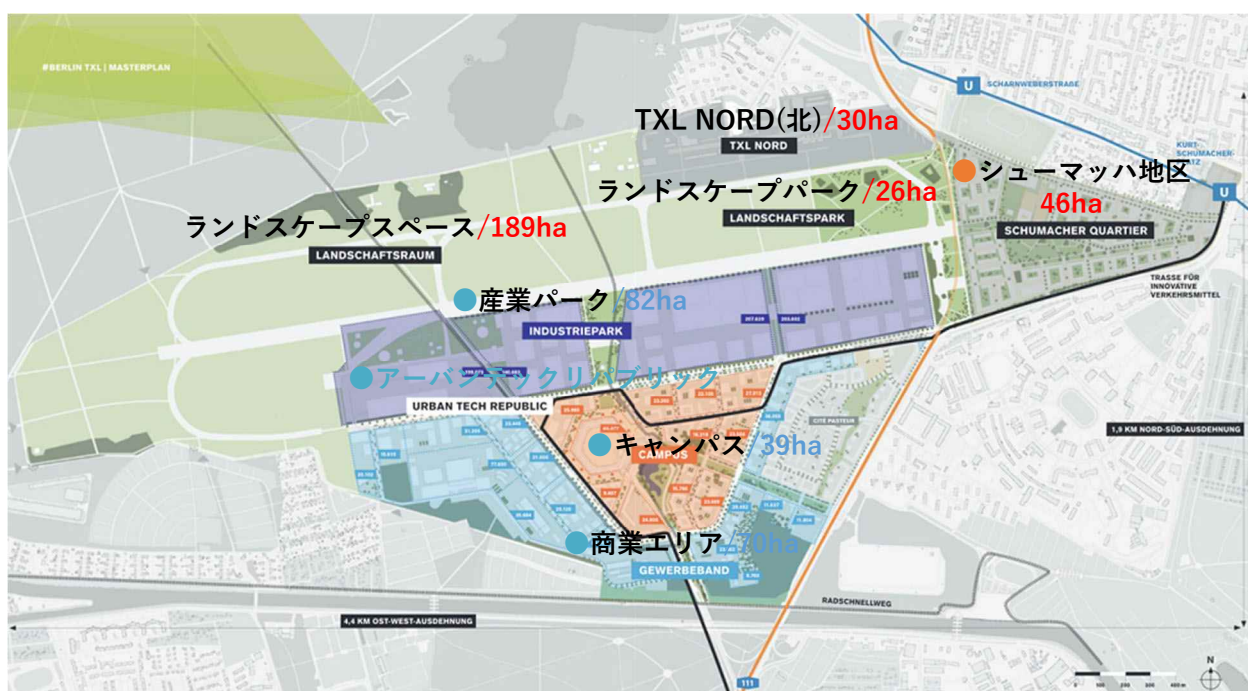 #BERLIN TXL | MASTERPLAN
U
SCHARNWEBERSTRAßE
TXL NORD(北)/30ha
TXL NORD
KURT-
SCHUMACHER-
PLATZ
U
シューマッハ地区
46ha
SCHUMACHER QUARTIER
ランドスケープパーク/26ha
LANDSCHAFTSPARK
ランドスケープスペース/189ha
LANDSCHAFTSRAUM
TRASSE FÜR
INNOVATIVE
VERKEHRSMITTEL
産業パーク/82ha
INDUSTRIEPARK
アーバンテックリパブリック
URBAN TECH REPUBLIC
CITÉ PASTEUR
1,9 KM NORD-SÜD-AUSDEHNUNG
キャンパス/39ha
CAMPUS
商業エリア/70ha
GEWERBEBAND
RADSCHNELLWEG
4,4 KM OST-WEST-AUSDEHNUNG
111
N